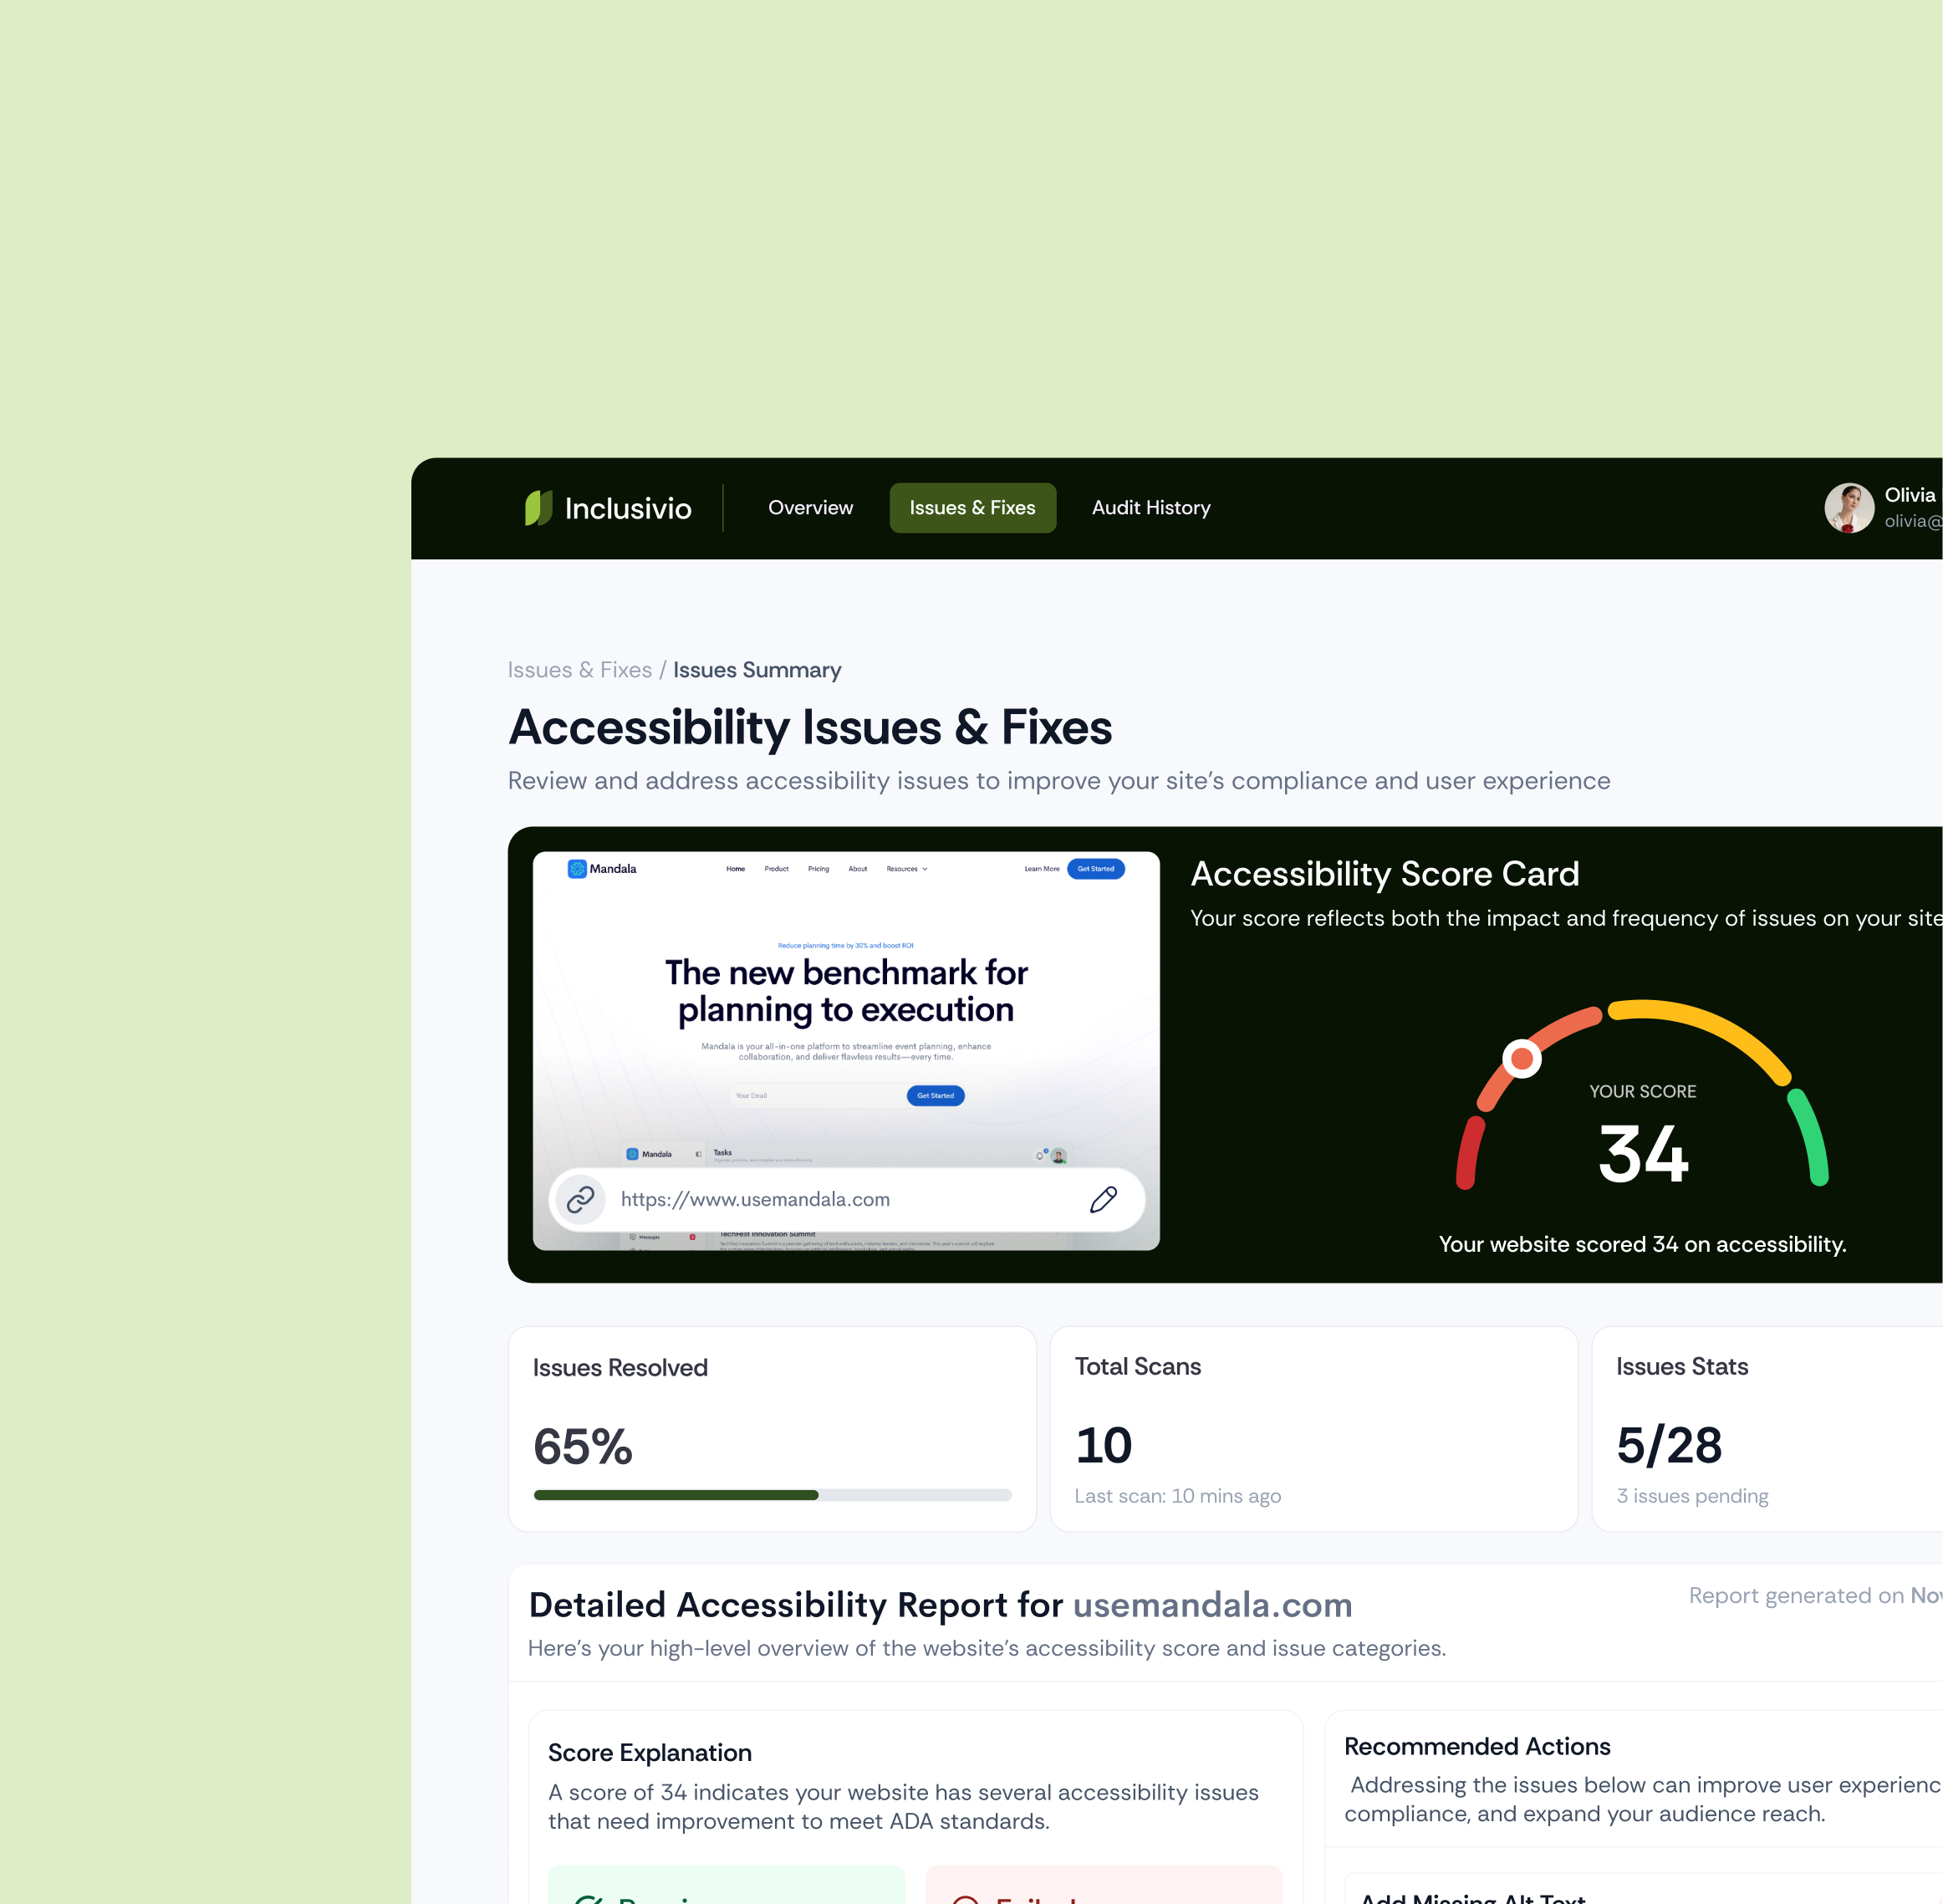 Inclusivio
Overview
Issues & Fixes
Audit History
Olivia
olivia@
Issues & Fixes / Issues Summary
Accessibility Issues & Fixes
Review and address accessibility issues to improve your site’s compliance and user experience
Mandala
Home
Product
Pricing
About
Resources
Learn More
Get Started
Reduce planning time by 30% and boost ROI
The new benchmark for
planning to execution
Mandala is your all-in-one platform to streamline event planning, enhance
collaboration, and deliver flawless results—every time.
Your Email
Get Started
Mandala
Tasks
https://www.usemandala.com
Messages
TechFest Innovation Summit
Accessibility Score Card
Your score reflects both the impact and frequency of issues on your site
YOUR SCORE
34
Your website scored 34 on accessibility.
Issues Resolved
65%
Total Scans
10
Last scan: 10 mins ago
Issues Stats
5/28
3 issues pending
Detailed Accessibility Report for usemandala.com
Report generated on Nov
Here’s your high-level overview of the website’s accessibility score and issue categories.
Score Explanation
A score of 34 indicates your website has several accessibility issues
that need improvement to meet ADA standards.
Recommended Actions
Addressing the issues below can improve user experienc
compliance, and expand your audience reach.
Add Missing Alt Text